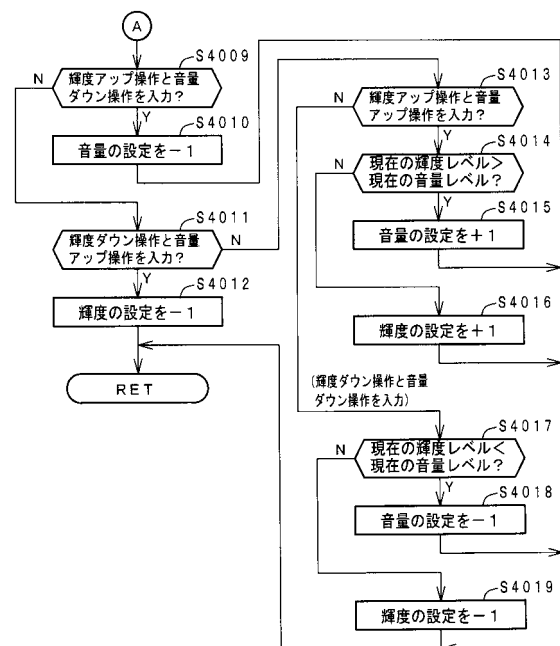 A
S4009
輝度アップ操作と音量
ダウン操作を入力?
N
Y
S4010
音量の設定を-1
S4011
輝度ダウン操作と音量
アップ操作を入力?
N
Y
S4012
輝度の設定を-1
RET
S4013
輝度アップ操作と音量
アップ操作を入力?
N
Y
S4014
現在の輝度レベル>
現在の音量レベル?
N
Y
S4015
音量の設定を+1
S4016
輝度の設定を+1
(輝度ダウン操作と音量
ダウン操作を入力)
S4017
現在の輝度レベル<
現在の音量レベル?
N
Y
S4018
音量の設定を-1
S4019
輝度の設定を-1